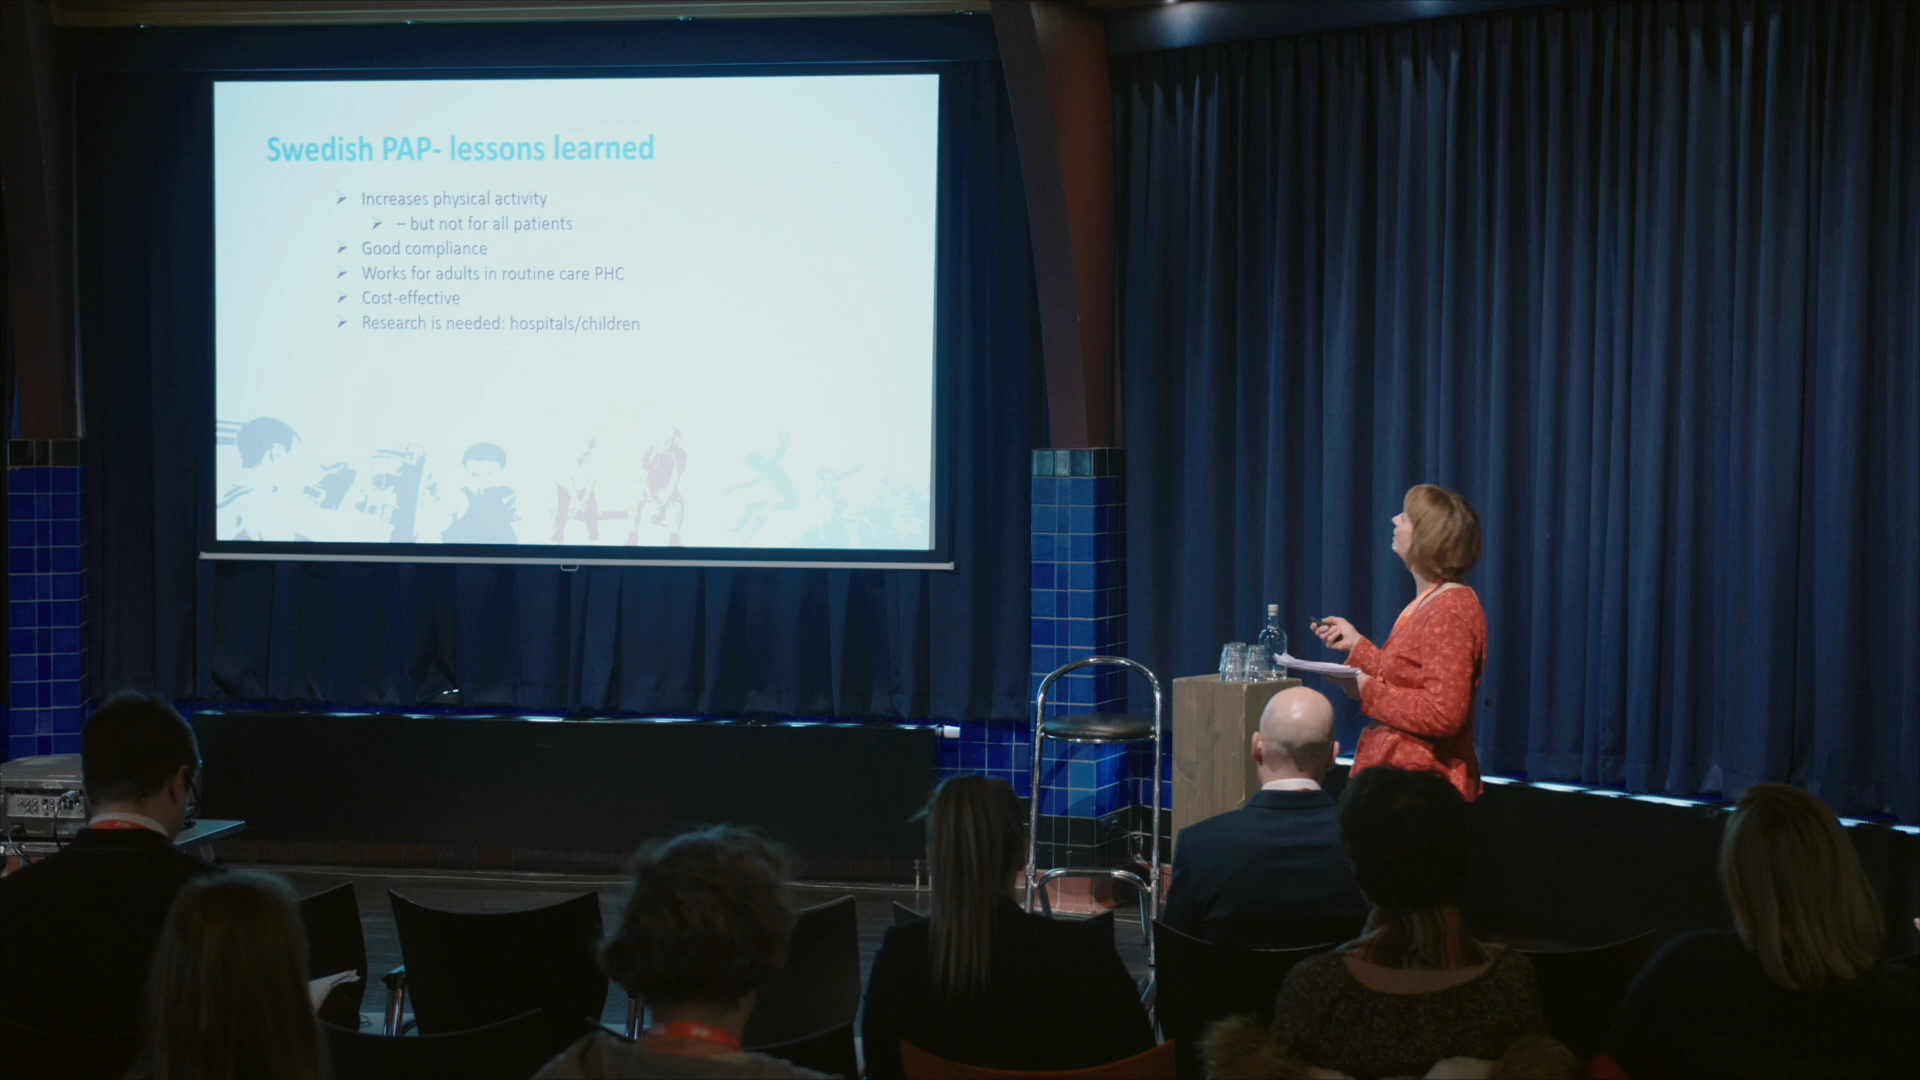 Swedish PAP- lessons learned
Increases physical activity
– but not for all patients
Good compliance
Works for adults in routine care PHC
Cost-effective
Research is needed: hospitals/children